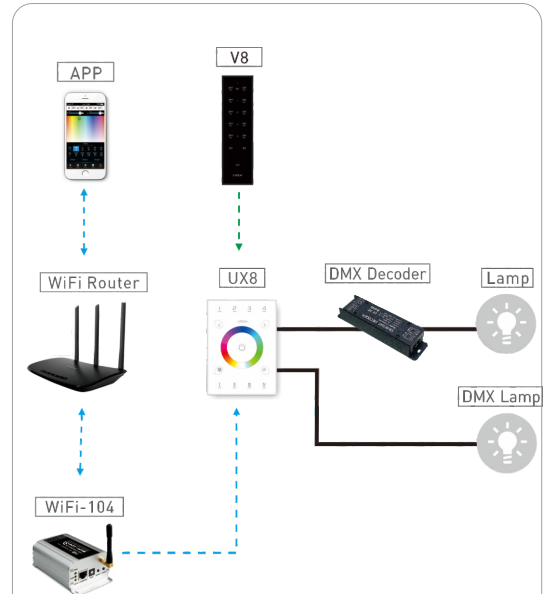 APP
V8
WiFi Router
UX8
DMX Decoder
Lamp
DMX Lamp
WiFi-104